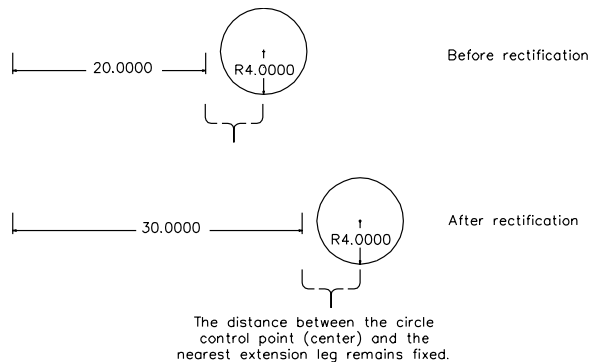 Before rectification
20.0000
R4.0000
After rectification
30.0000
R4.0000
The distance between the circle
control point (center) and the
nearest extension leg remains fixed.